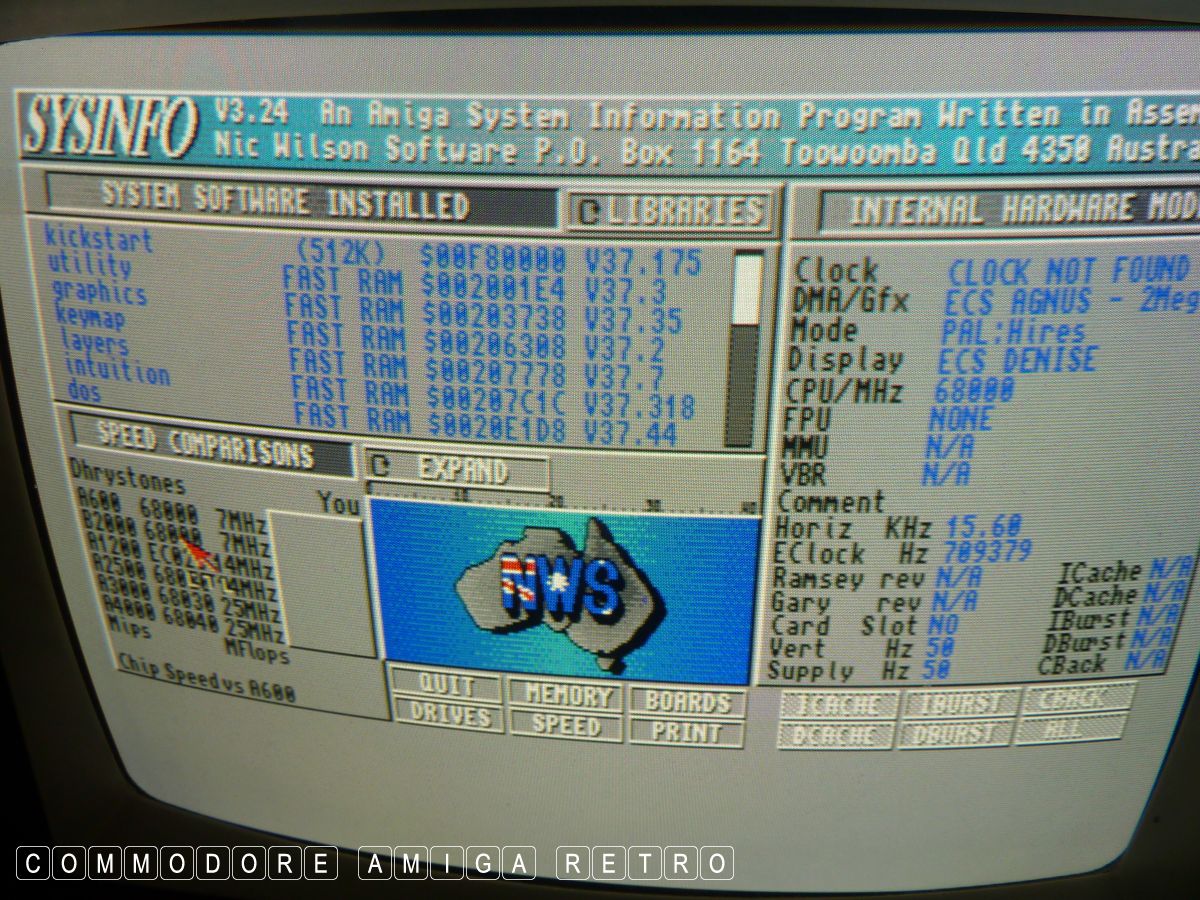 SYSINFO
V3.24 An Amiga System Information Program Written in Assem
Nic Wilson Software P.O. Box 1164 Toowoomba Qld 4350 Austra
SYSTEM SOFTWARE INSTALLED
LIBRARIES
kickstart (512K) $00F80000 V37.175
utility FAST RAM $002001E4 V37.3
graphics FAST RAM $00203738 V37.35
keymap FAST RAM $00206308 V37.2
layers FAST RAM $00207778 V37.7
intuition FAST RAM $00207C1C V37.318
dos FAST RAM $0020E1D8 V37.44
INTERNAL HARDWARE MOD
Clock CLOCK NOT FOUND
DMA/Gfx ECS AGNUS - 2Meg
Mode PAL:Hires
Display ECS DENISE
CPU/MHz 68000
FPU NONE
MMU N/A
VBR N/A
Comment
Horiz KHz 15.60
EClock Hz 709379
Ramsey rev N/A ICache N/A
Gary rev N/A DCache N/A
Card Slot NO IBurst N/A
Vert Hz 50 DBurst N/A
Supply Hz 50 CBack N/A
SPEED COMPARISONS
EXPAND
Dhrystones You
10 20 30 40
A600 68000 7MHz
B2000 7MHz
A1200 14MHz
A2500 14MHz
A3000 68030 25MHz
A4000 68040 25MHz
Mips MFlops
Chip Speed vs A600
NWS
QUIT MEMORY BOARDS
DRIVES SPEED PRINT
ICACHE IBURST CBACK
DCACHE DBURST ALL
COMMODORE AMIGA RETRO